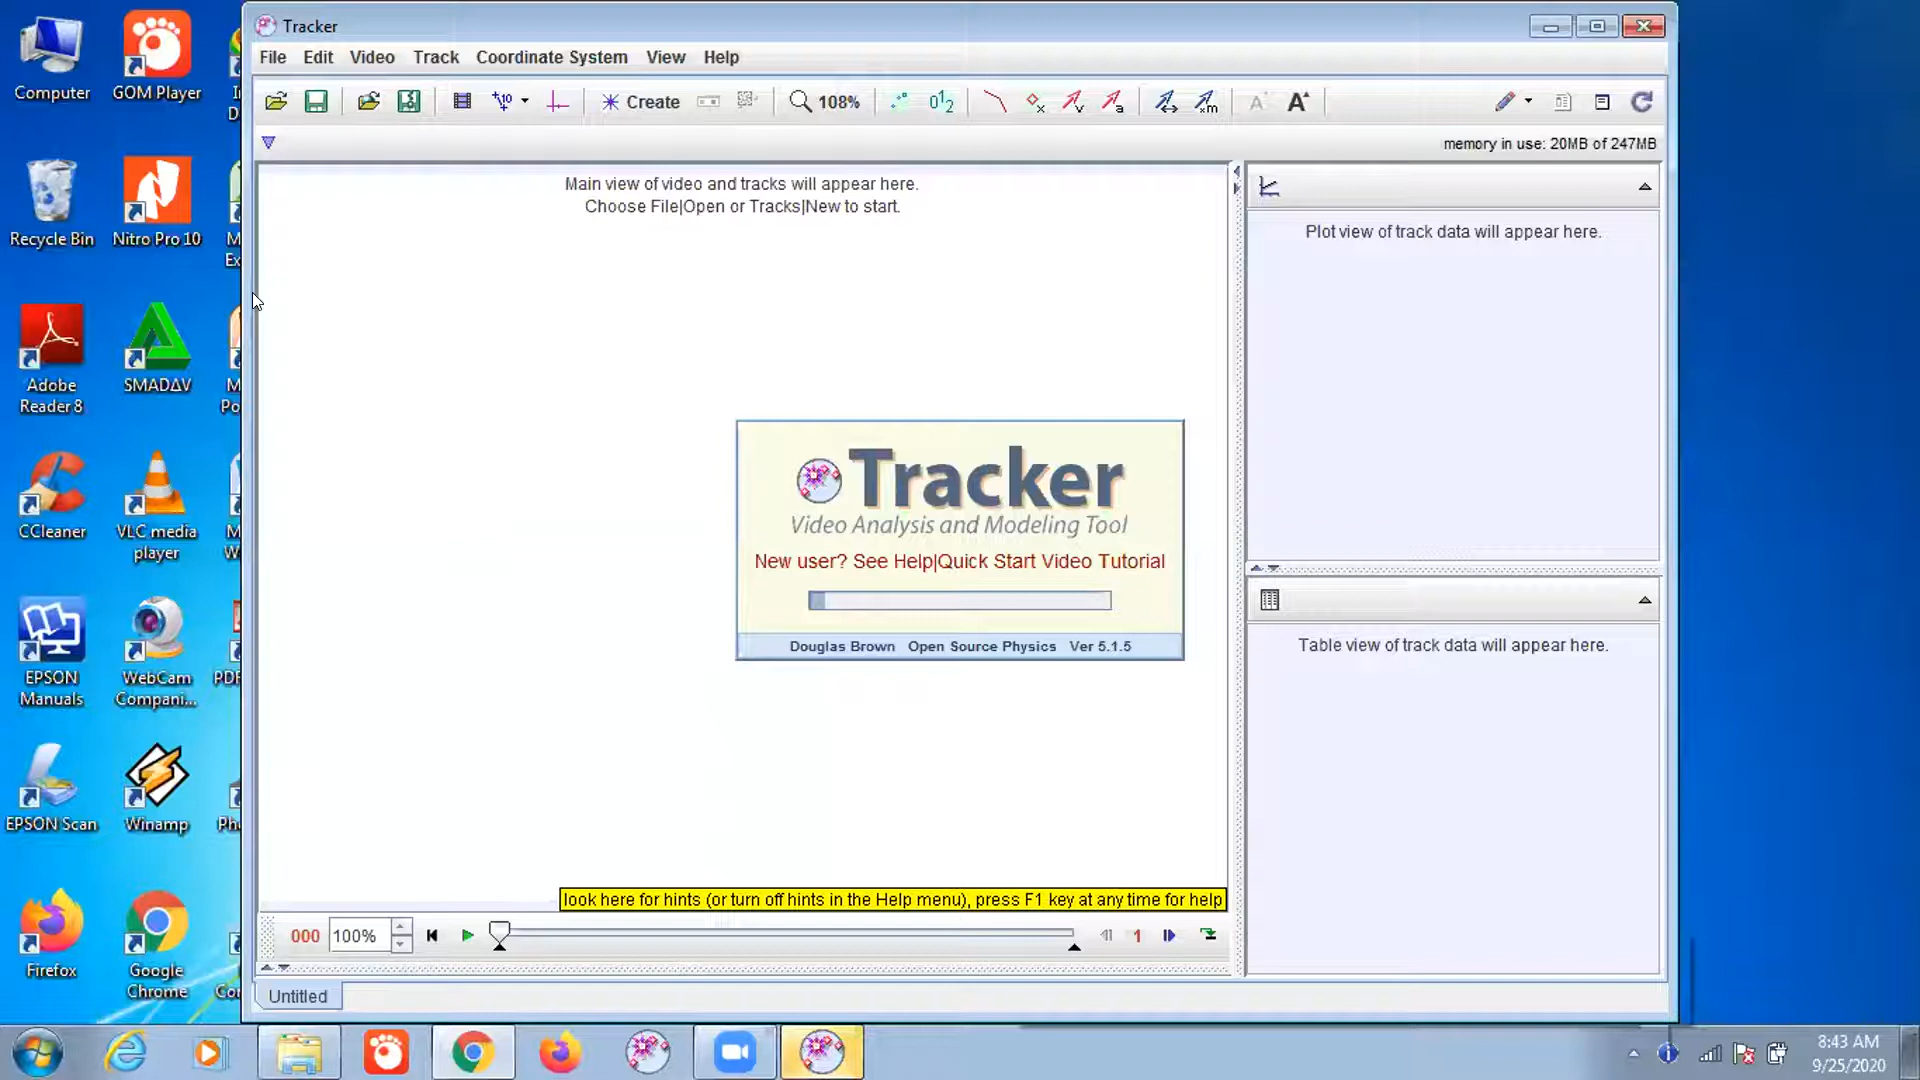 Tracker
File Edit Video Track Coordinate System View Help
Create 108%
memory in use: 20MB of 247MB
Main view of video and tracks will appear here.
Choose File|Open or Tracks|New to start.
Plot view of track data will appear here.
Tracker
Video Analysis and Modeling Tool
New user? See Help|Quick Start Video Tutorial
Douglas Brown Open Source Physics Ver 5.1.5
Table view of track data will appear here.
look here for hints (or turn off hints in the Help menu), press F1 key at any time for help
000 100% 1
Untitled
Computer
GOM Player
Recycle Bin
Nitro Pro 10
Adobe
Reader 8
SMADΔV
CCleaner
VLC media
player
EPSON
Manuals
WebCam
Compani...
EPSON Scan
Winamp
Firefox
Google
Chrome
8:43 AM
9/25/2020